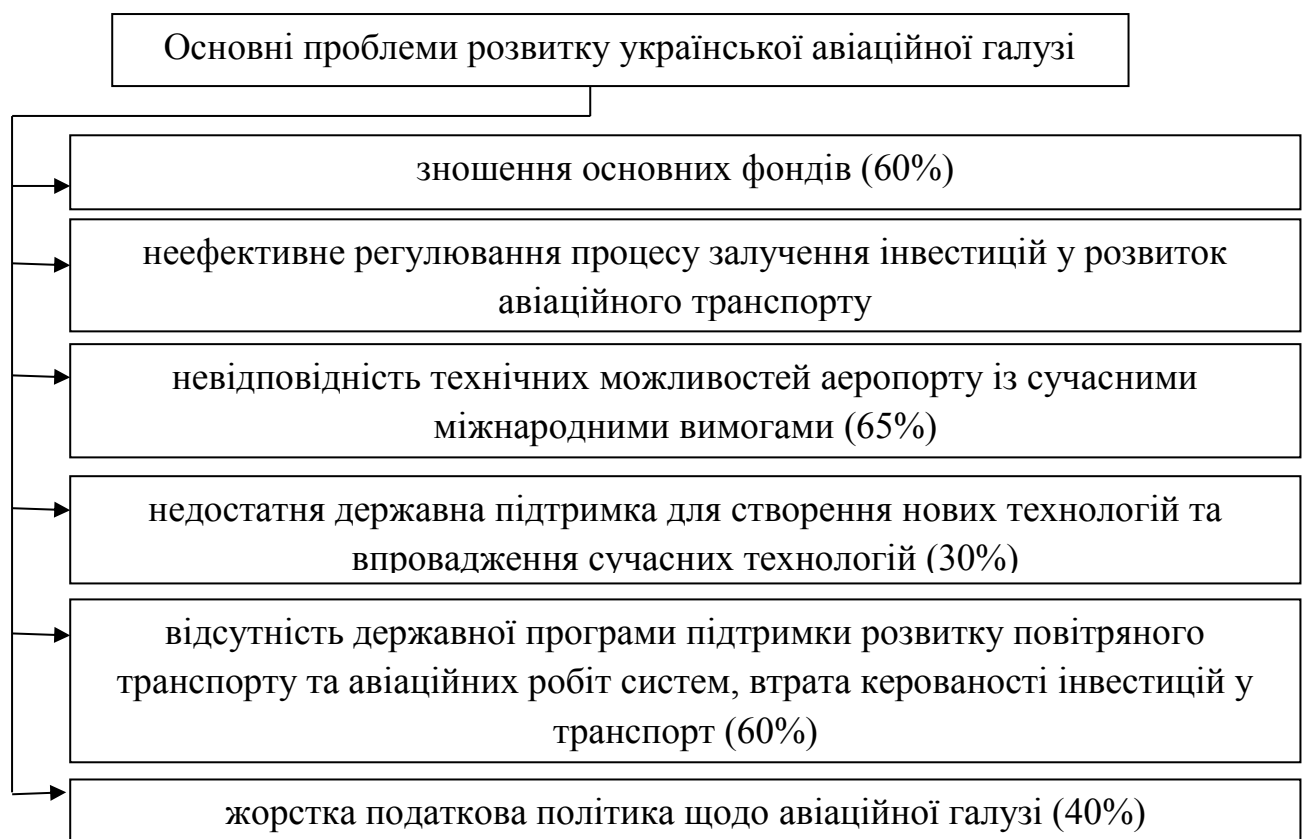 Основні проблеми розвитку української авіаційної галузі
зношення основних фондів (60%)
неефективне регулювання процесу залучення інвестицій у розвиток
авіаційного транспорту
невідповідність технічних можливостей аеропорту із сучасними
міжнародними вимогами (65%)
недостатня державна підтримка для створення нових технологій та
впровадження сучасних технологій (30%)
відсутність державної програми підтримки розвитку повітряного
транспорту та авіаційних робіт систем, втрата керованості інвестицій у
транспорт (60%)
жорстка податкова політика щодо авіаційної галузі (40%)